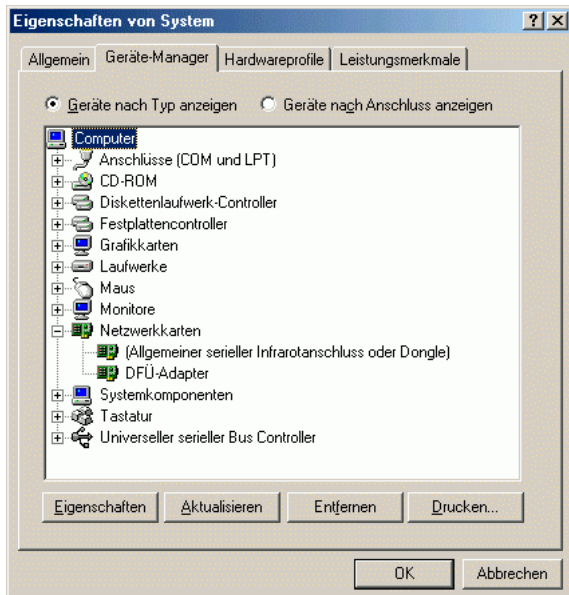 Eigenschaften von System
Allgemein Geräte-Manager Hardwareprofile Leistungsmerkmale
Geräte nach Typ anzeigen Geräte nach Anschluss anzeigen
Computer
Anschlüsse (COM und LPT)
CD-ROM
Diskettenlaufwerk-Controller
Festplattencontroller
Grafikkarten
Laufwerke
Maus
Monitore
Netzwerkkarten
(Allgemeiner serieller Infrarotanschluss oder Dongle)
DFÜ-Adapter
Systemkomponenten
Tastatur
Universeller serieller Bus Controller
Eigenschaften Aktualisieren Entfernen Drucken...
OK Abbrechen